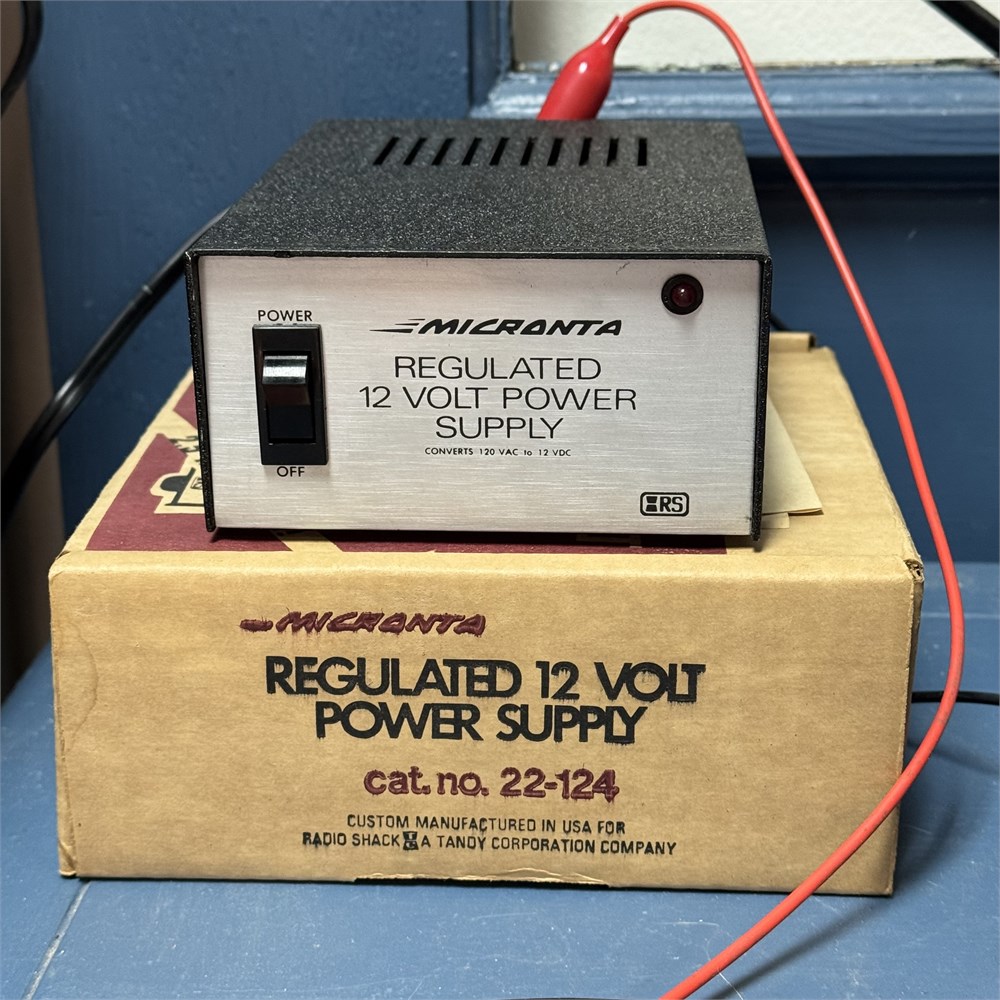 POWER
OFF
MICRONTA
REGULATED
12 VOLT POWER
SUPPLY
CONVERTS 120 VAC to 12 VDC
RS
MICRONTA
REGULATED 12 VOLT
POWER SUPPLY
cat. no. 22-124
CUSTOM MANUFACTURED IN USA FOR
RADIO SHACK A TANDY CORPORATION COMPANY